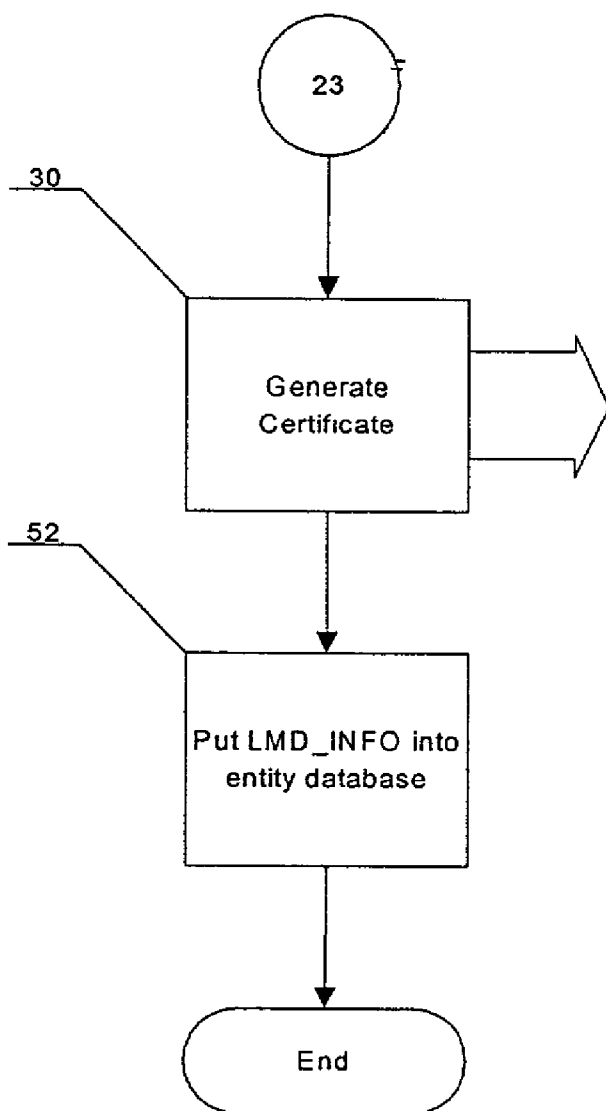 23
30
Generate
Certificate
52
Put LMD_INFO into
entity database
End